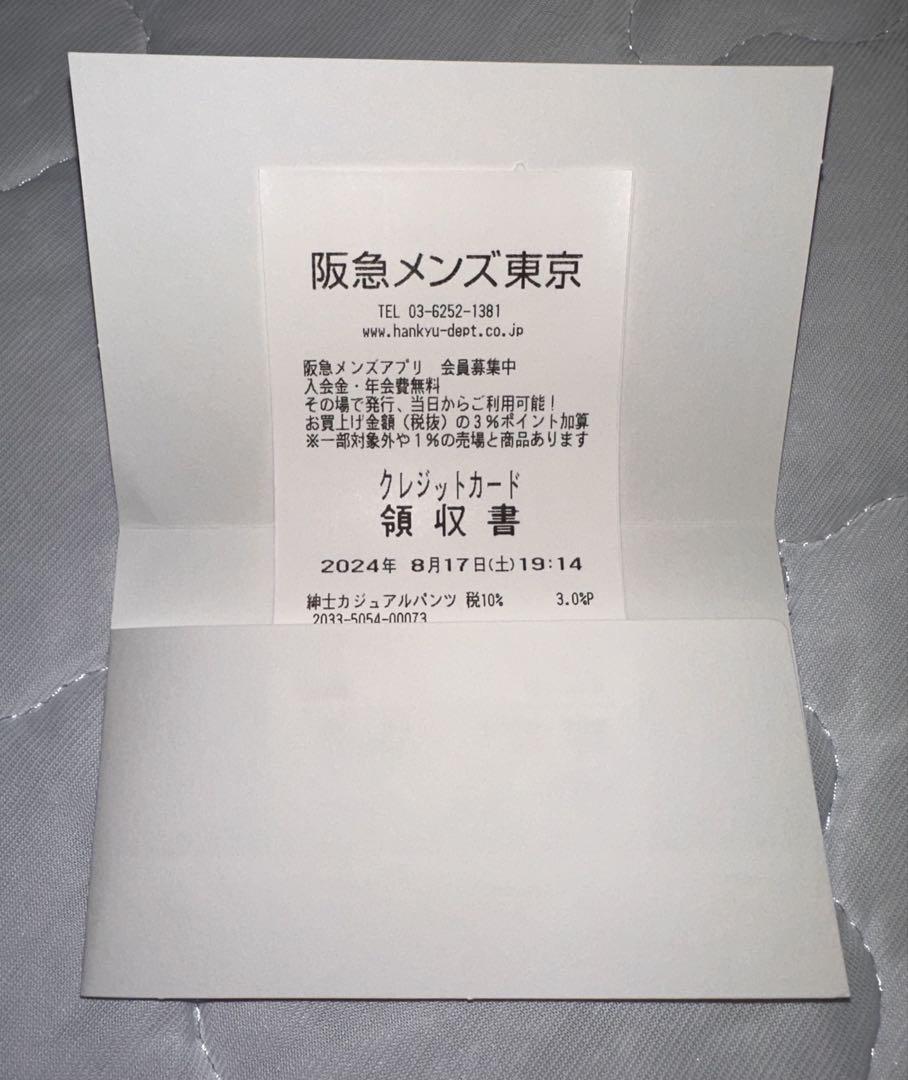 阪急メンズ東京
TEL 03-6252-1381
www.hankyu-dept.co.jp
阪急メンズアプリ　会員募集中
入会金・年会費無料
その場で発行、当日からご利用可能！
お買上げ金額（税抜）の３％ポイント加算
※一部対象外や１％の売場と商品あります
クレジットカード
領 収 書
2024年 8月17日(土)19:14
紳士カジュアルパンツ 税10% 3.0%P
2033-5054-00073